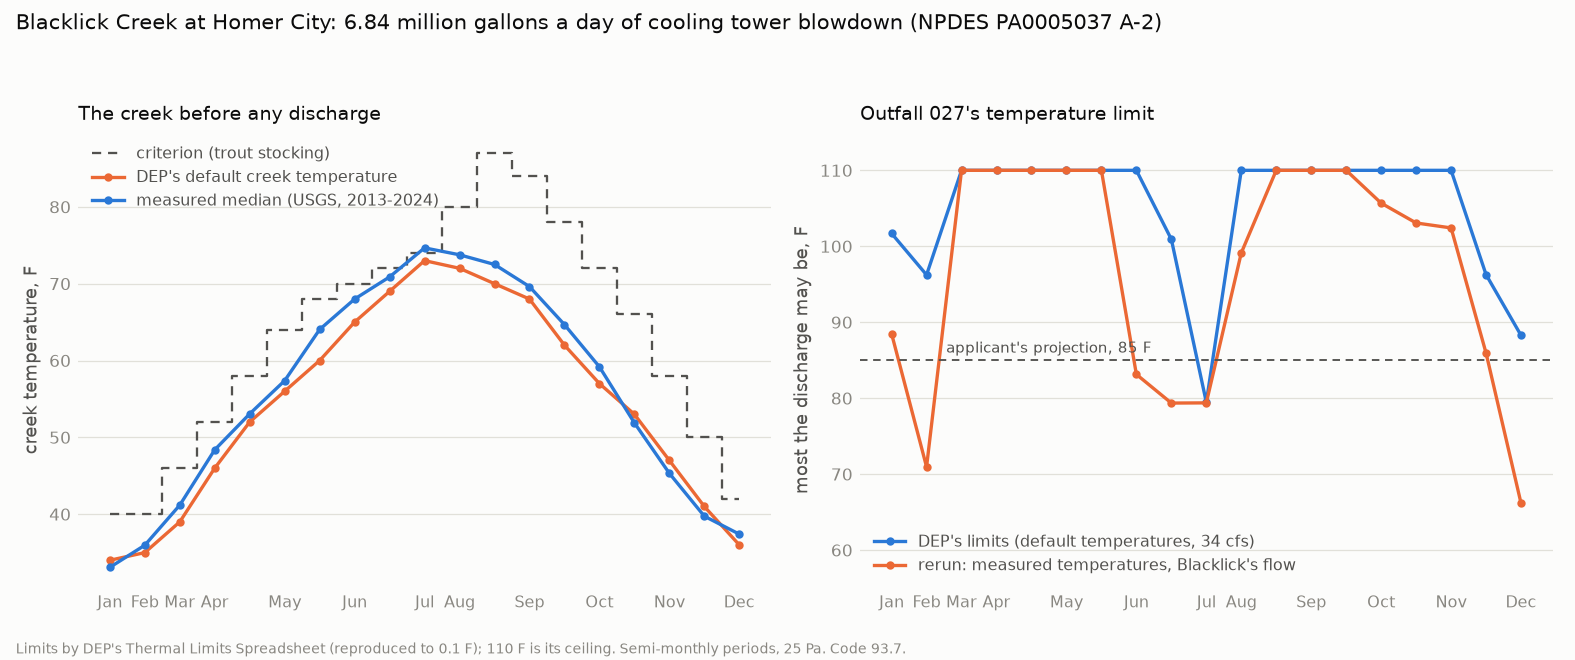 Blacklick Creek at Homer City: 6.84 million gallons a day of cooling tower blowdown (NPDES PA0005037 A-2)
The creek before any discharge
criterion (trout stocking)
DEP's default creek temperature
measured median (USGS, 2013-2024)
creek temperature, F
80
70
60
50
40
Jan Feb Mar Apr May Jun Jul Aug Sep Oct Nov Dec
Outfall 027's temperature limit
most the discharge may be, F
110
100
90
80
70
60
applicant's projection, 85 F
DEP's limits (default temperatures, 34 cfs)
rerun: measured temperatures, Blacklick's flow
Jan Feb Mar Apr May Jun Jul Aug Sep Oct Nov Dec
Limits by DEP's Thermal Limits Spreadsheet (reproduced to 0.1 F); 110 F is its ceiling. Semi-monthly periods, 25 Pa. Code 93.7.